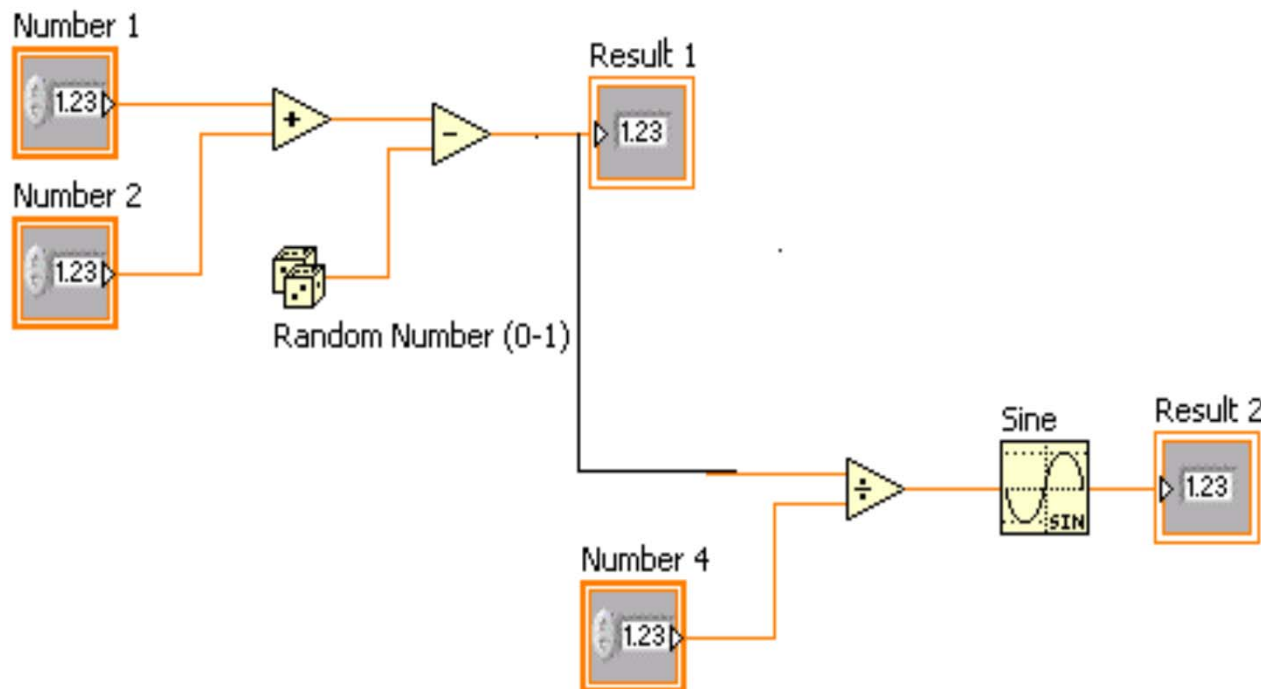 Number 1
1.23
+
-
Result 1
1.23
Number 2
1.23
Random Number (0-1)
÷
Sine
SIN
Result 2
1.23
Number 4
1.23